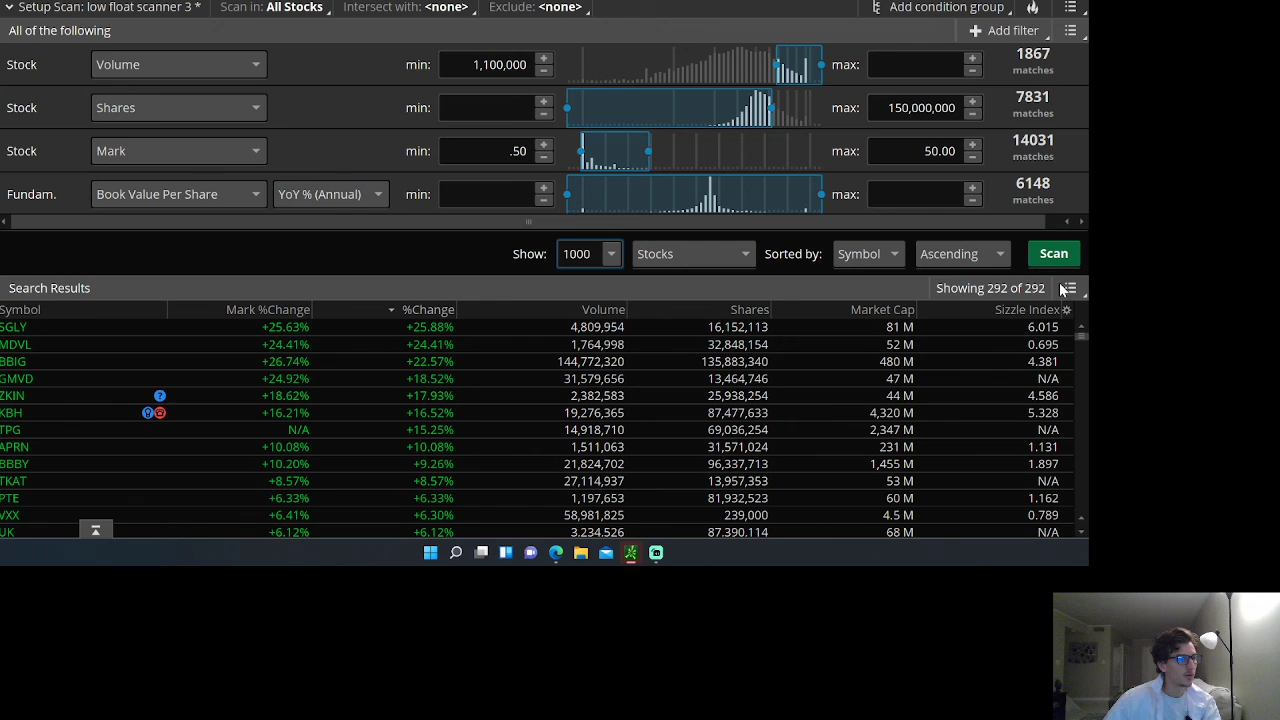 Setup Scan: low float scanner 3 * Scan in: All Stocks Intersect with: <none> Exclude: <none> Add condition group
All of the following Add filter
Stock Volume min: 1,100,000 max: 1867 matches
Stock Shares min: max: 150,000,000 7831 matches
Stock Mark min: .50 max: 50.00 14031 matches
Fundam. Book Value Per Share YoY % (Annual) min: max: 6148 matches
Show: 1000 Stocks Sorted by: Symbol Ascending Scan
Search Results Showing 292 of 292
Symbol Mark %Change %Change Volume Shares Market Cap Sizzle Index
SGLY +25.63% +25.88% 4,809,954 16,152,113 81 M 6.015
MDVL +24.41% +24.41% 1,764,998 32,848,154 52 M 0.695
BBIG +26.74% +22.57% 144,772,320 135,883,340 480 M 4.381
GMVD +24.92% +18.52% 31,579,656 13,464,746 47 M N/A
ZKIN ? +18.62% +17.93% 2,382,583 25,938,254 44 M 4.586
KBH +16.21% +16.52% 19,276,365 87,477,633 4,320 M 5.328
TPG N/A +15.25% 14,918,710 69,036,254 2,347 M N/A
APRN +10.08% +10.08% 1,511,063 31,571,024 231 M 1.131
BBBY +10.20% +9.26% 21,824,702 96,337,713 1,455 M 1.897
TKAT +8.57% +8.57% 27,114,937 13,957,353 53 M N/A
PTE +6.33% +6.33% 1,197,653 81,932,523 60 M 1.162
VXX +6.41% +6.30% 58,981,825 239,000 4.5 M 0.789
UK +6.12% +6.12% 3,234,526 87,390,114 68 M N/A